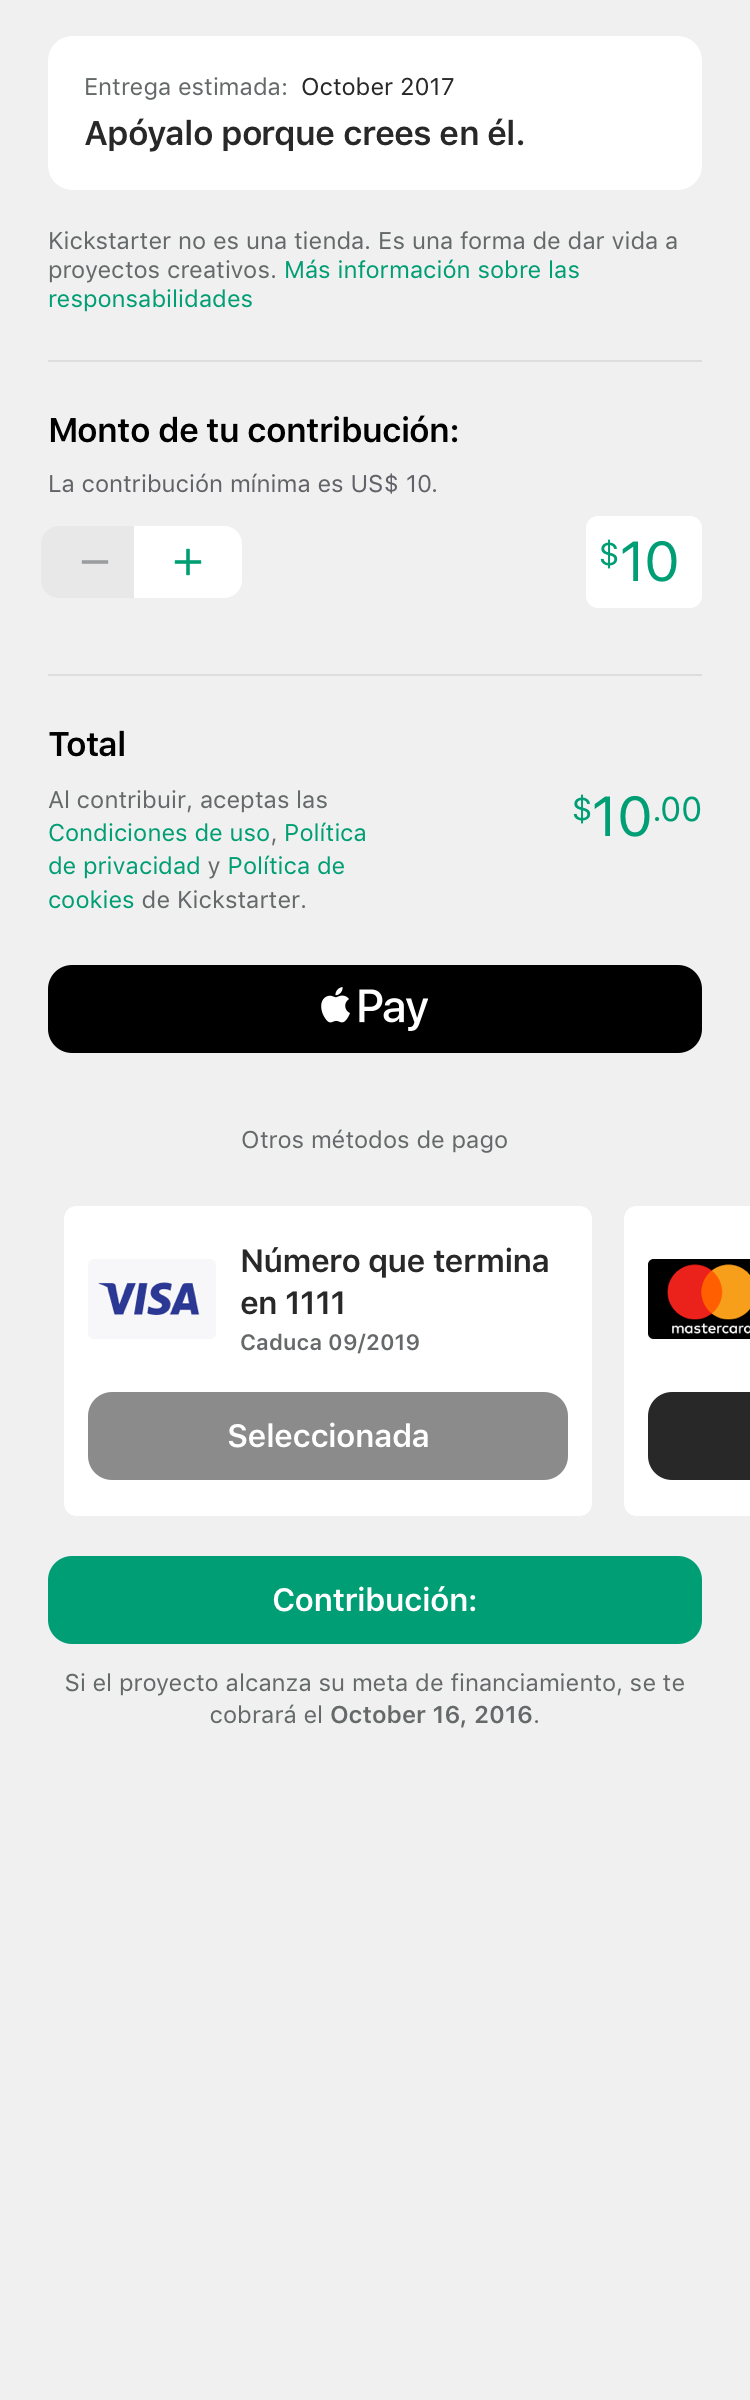 Entrega estimada: October 2017
Apóyalo porque crees en él.
Kickstarter no es una tienda. Es una forma de dar vida a
proyectos creativos. Más información sobre las
responsabilidades
Monto de tu contribución:
La contribución mínima es US$ 10.
− +
$10
Total
Al contribuir, aceptas las
Condiciones de uso, Política
de privacidad y Política de
cookies de Kickstarter.
$10.00
Pay
Otros métodos de pago
VISA
Número que termina
en 1111
Caduca 09/2019
mastercard
Seleccionada
Contribución:
Si el proyecto alcanza su meta de financiamiento, se te
cobrará el October 16, 2016.